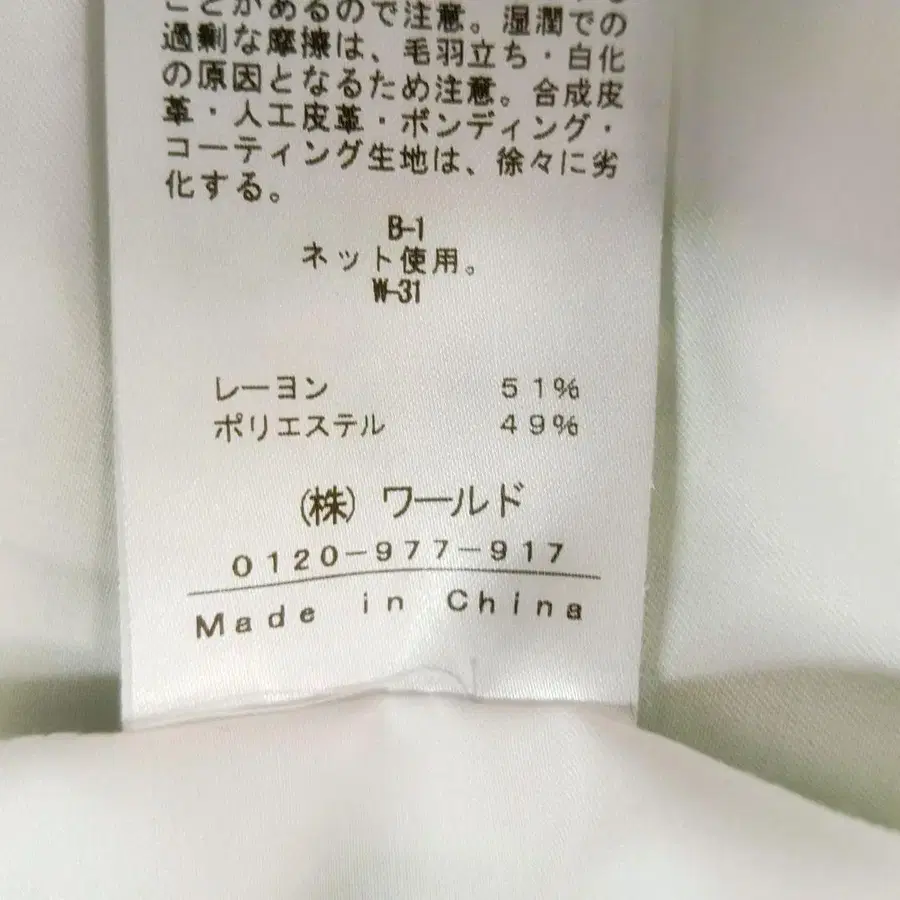 ことがあるので注意。湿潤での
過剰な摩擦は、毛羽立ち・白化
の原因となるため注意。合成皮
革・人工皮革・ボンディング・
コーティング生地は、徐々に劣
化する。
B-1
ネット使用。
W-31
レーヨン 51%
ポリエステル 49%
(株)ワールド
0120-977-917
Made in China